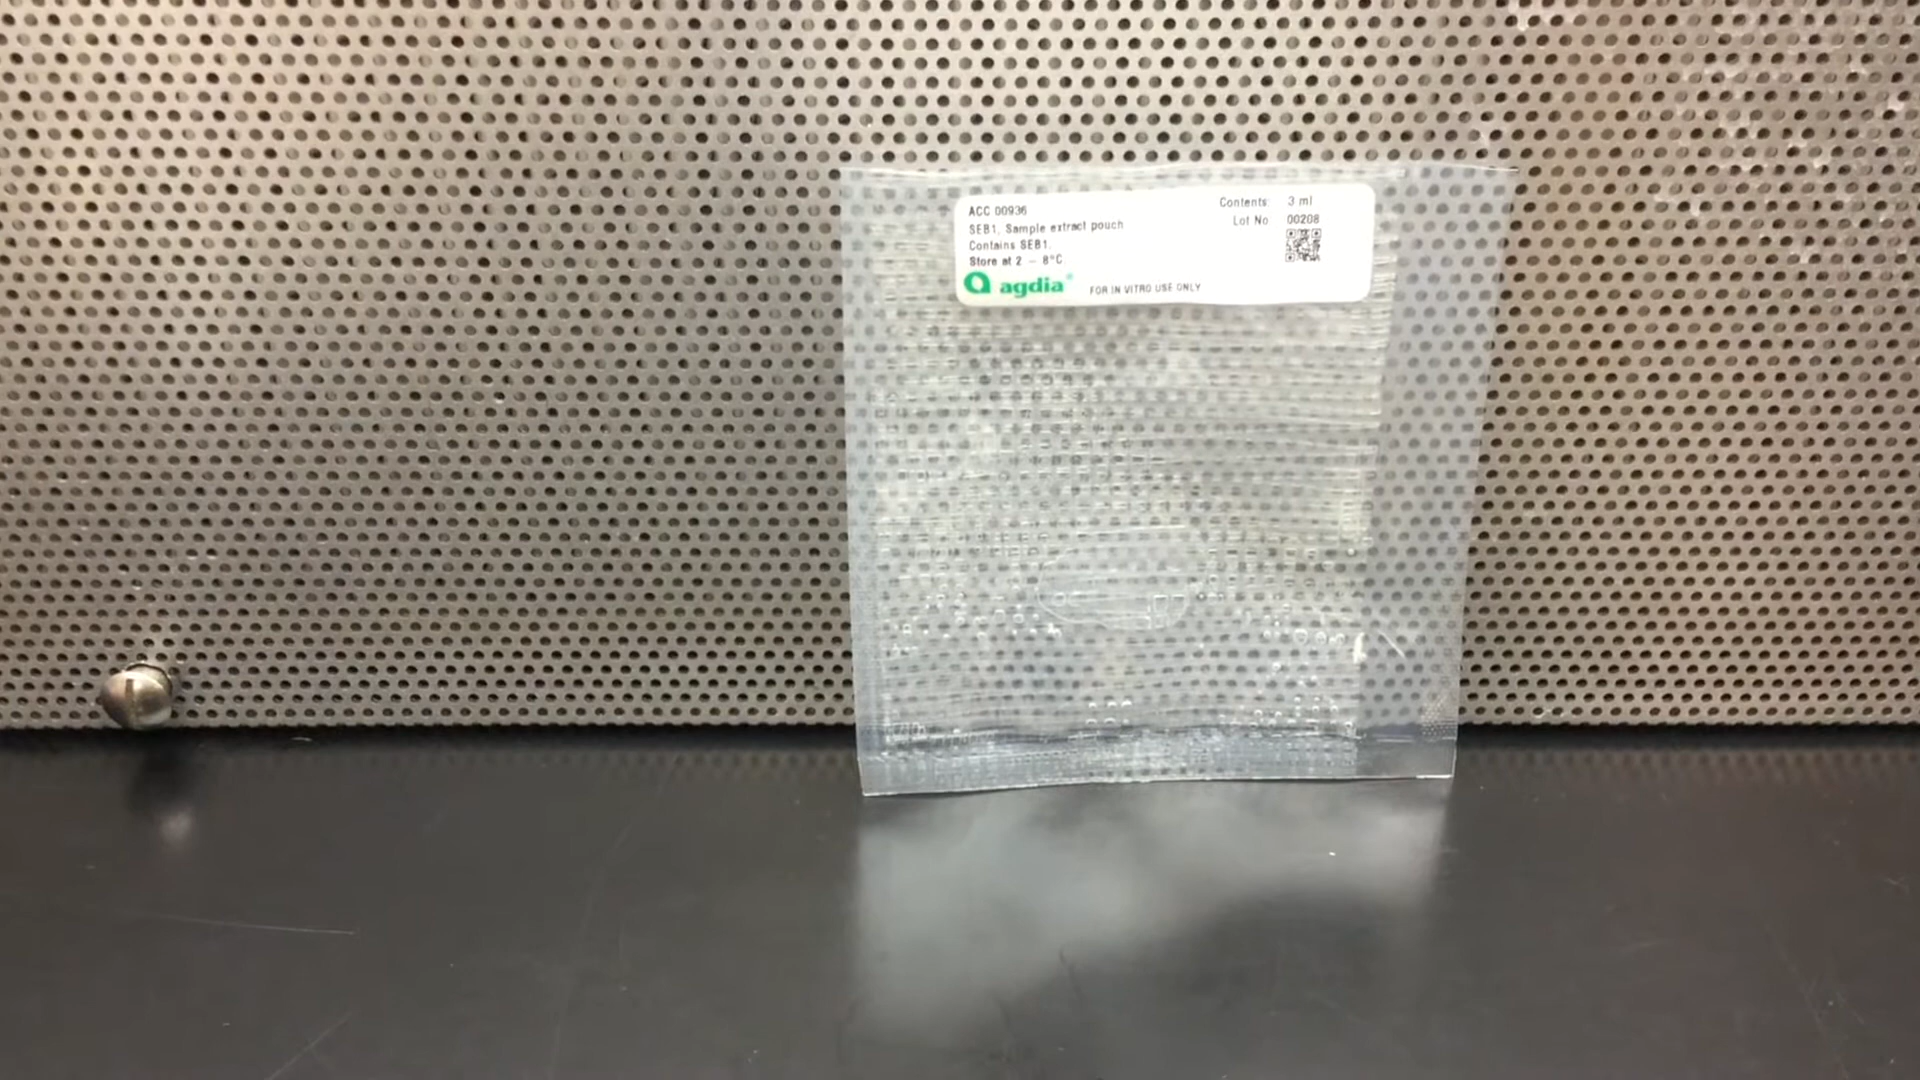 ACC 00936
SEB1, Sample extract pouch
Contains SEB1.
Store at 2 - 8°C.
agdia®
FOR IN VITRO USE ONLY
Contents: 3 ml
Lot No 00208